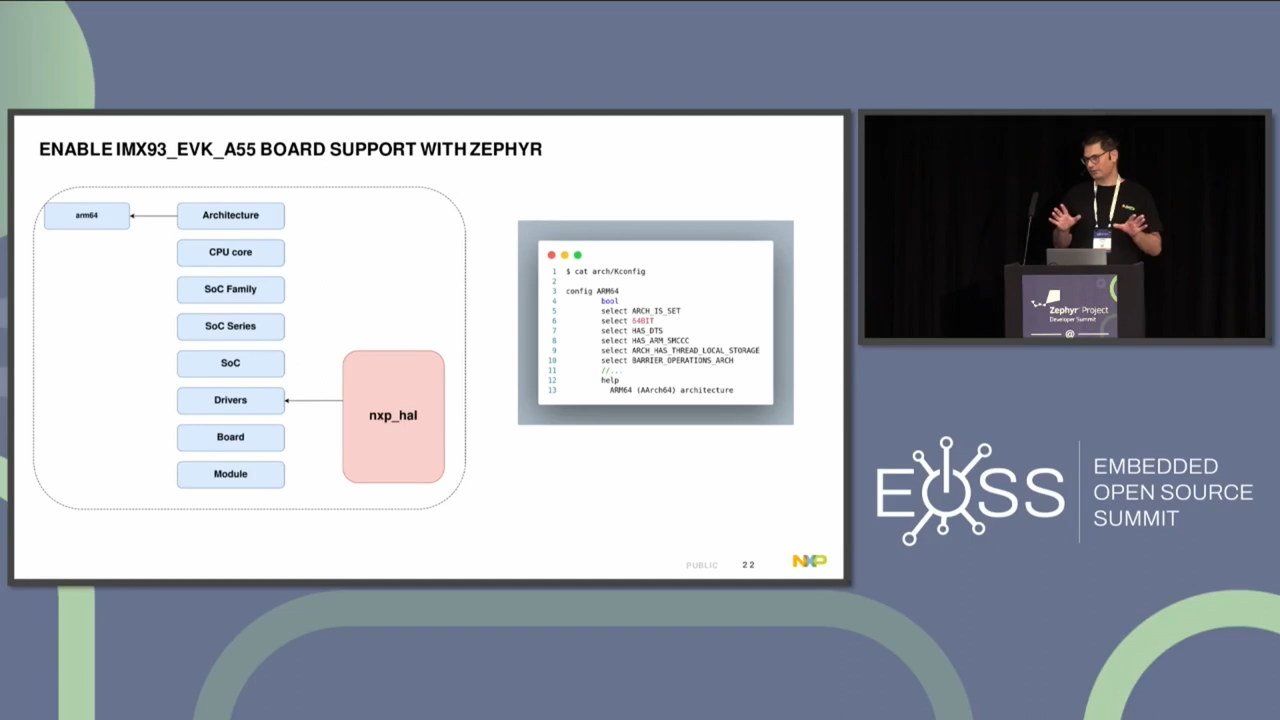 ENABLE IMX93_EVK_A55 BOARD SUPPORT WITH ZEPHYR
arm64
Architecture
CPU core
SoC Family
SoC Series
SoC
Drivers
Board
Module
nxp_hal
1 $ cat arch/Kconfig
2
3 config ARM64
4 bool
5 select ARCH_IS_SET
6 select 64BIT
7 select HAS_DTS
8 select HAS_ARM_SMCCC
9 select ARCH_HAS_THREAD_LOCAL_STORAGE
10 select BARRIER_OPERATIONS_ARCH
11 //...
12 help
13 ARM64 (AArch64) architecture
PUBLIC 22
NXP
Zephyr Project
Developer Summit
EOSS
EMBEDDED
OPEN SOURCE
SUMMIT